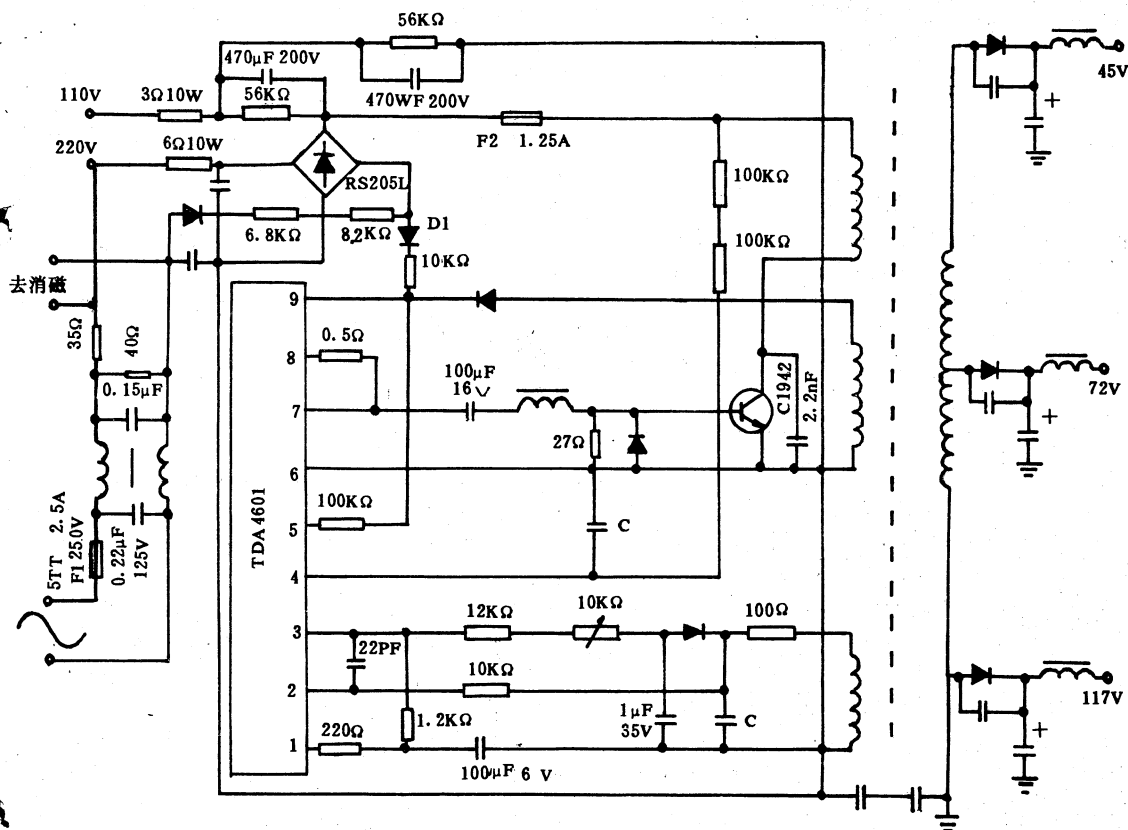 56KΩ
470μF 200V
470WF 200V
45V
110V
3Ω10W
56KΩ
F2 1.25A
220V
6Ω10W
RS205L
100KΩ
6.8KΩ
8.2KΩ
D1
100KΩ
10KΩ
去消磁
9
35Ω
40Ω
0.5Ω
8
0.15μF
100μF
16V
C1942
2.2nF
72V
7
27Ω
6
100KΩ
5
C
TDA4601
5TT 2.5A
F1 250V
0.22μF
125V
4
12KΩ
10KΩ
100Ω
3
22PF
10KΩ
2
117V
1.2KΩ
1μF
35V
C
220Ω
1
100μF 6V